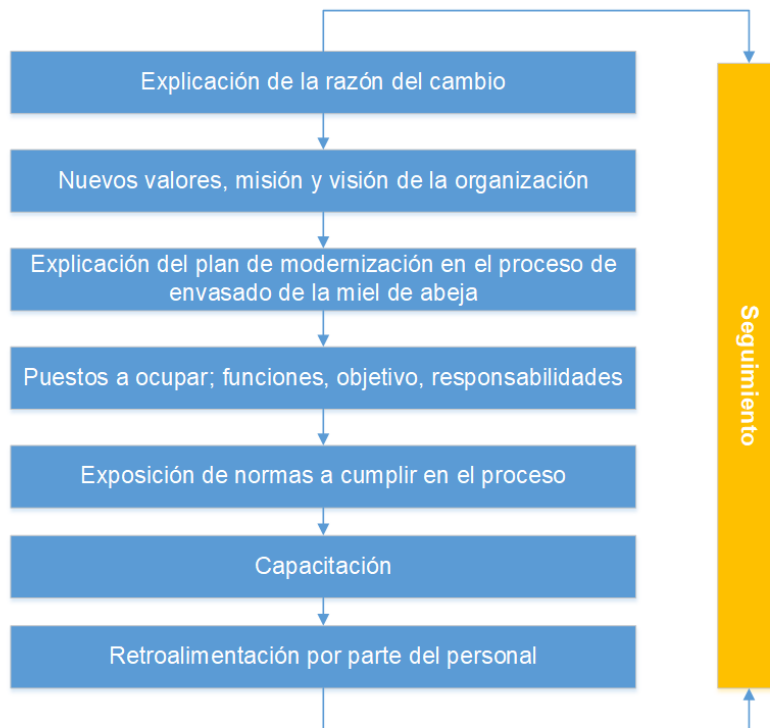 Explicación de la razón del cambio
Nuevos valores, misión y visión de la organización
Explicación del plan de modernización en el proceso de
envasado de la miel de abeja
Puestos a ocupar; funciones, objetivo, responsabilidades
Exposición de normas a cumplir en el proceso
Capacitación
Retroalimentación por parte del personal
Seguimiento